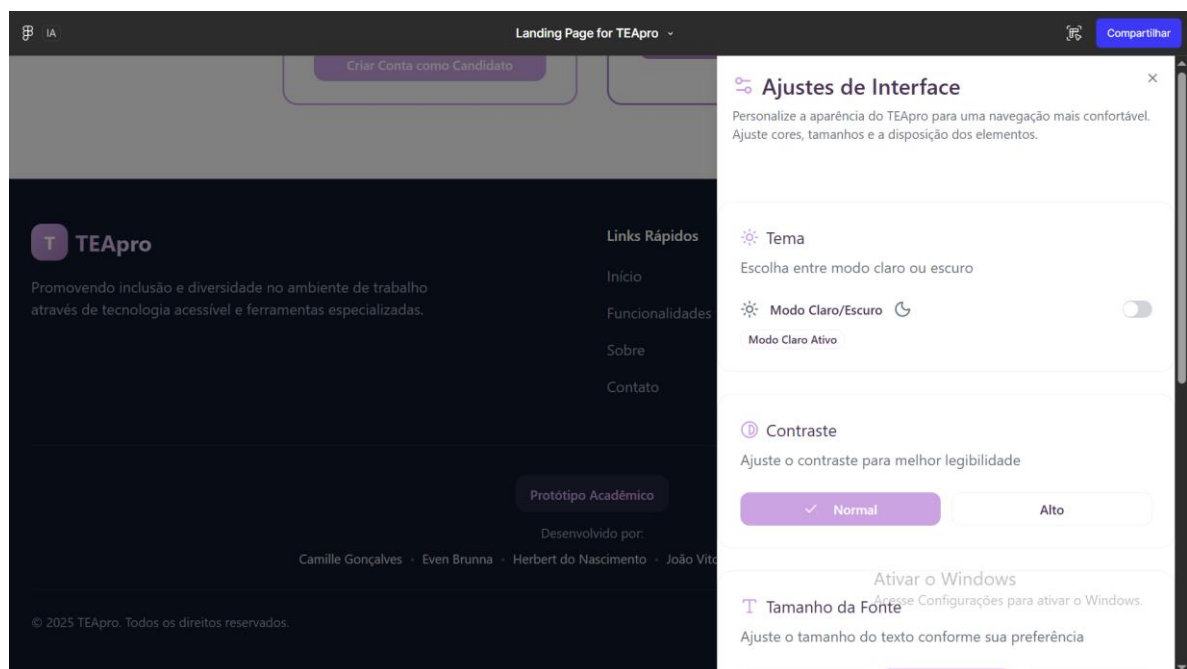 IA
Landing Page for TEApro
Compartilhar
Criar Conta como Candidato
T TEApro
Promovendo inclusão e diversidade no ambiente de trabalho
através de tecnologia acessível e ferramentas especializadas.
Links Rápidos
Início
Funcionalidades
Sobre
Contato
Protótipo Acadêmico
Desenvolvido por:
Camille Gonçalves • Even Brunna • Herbert do Nascimento • João Vito
© 2025 TEApro. Todos os direitos reservados.
Ajustes de Interface
Personalize a aparência do TEApro para uma navegação mais confortável.
Ajuste cores, tamanhos e a disposição dos elementos.
Tema
Escolha entre modo claro ou escuro
Modo Claro/Escuro
Modo Claro Ativo
Contraste
Ajuste o contraste para melhor legibilidade
Normal
Alto
Ativar o Windows
Acesse Configurações para ativar o Windows.
Tamanho da Fonte
Ajuste o tamanho do texto conforme sua preferência